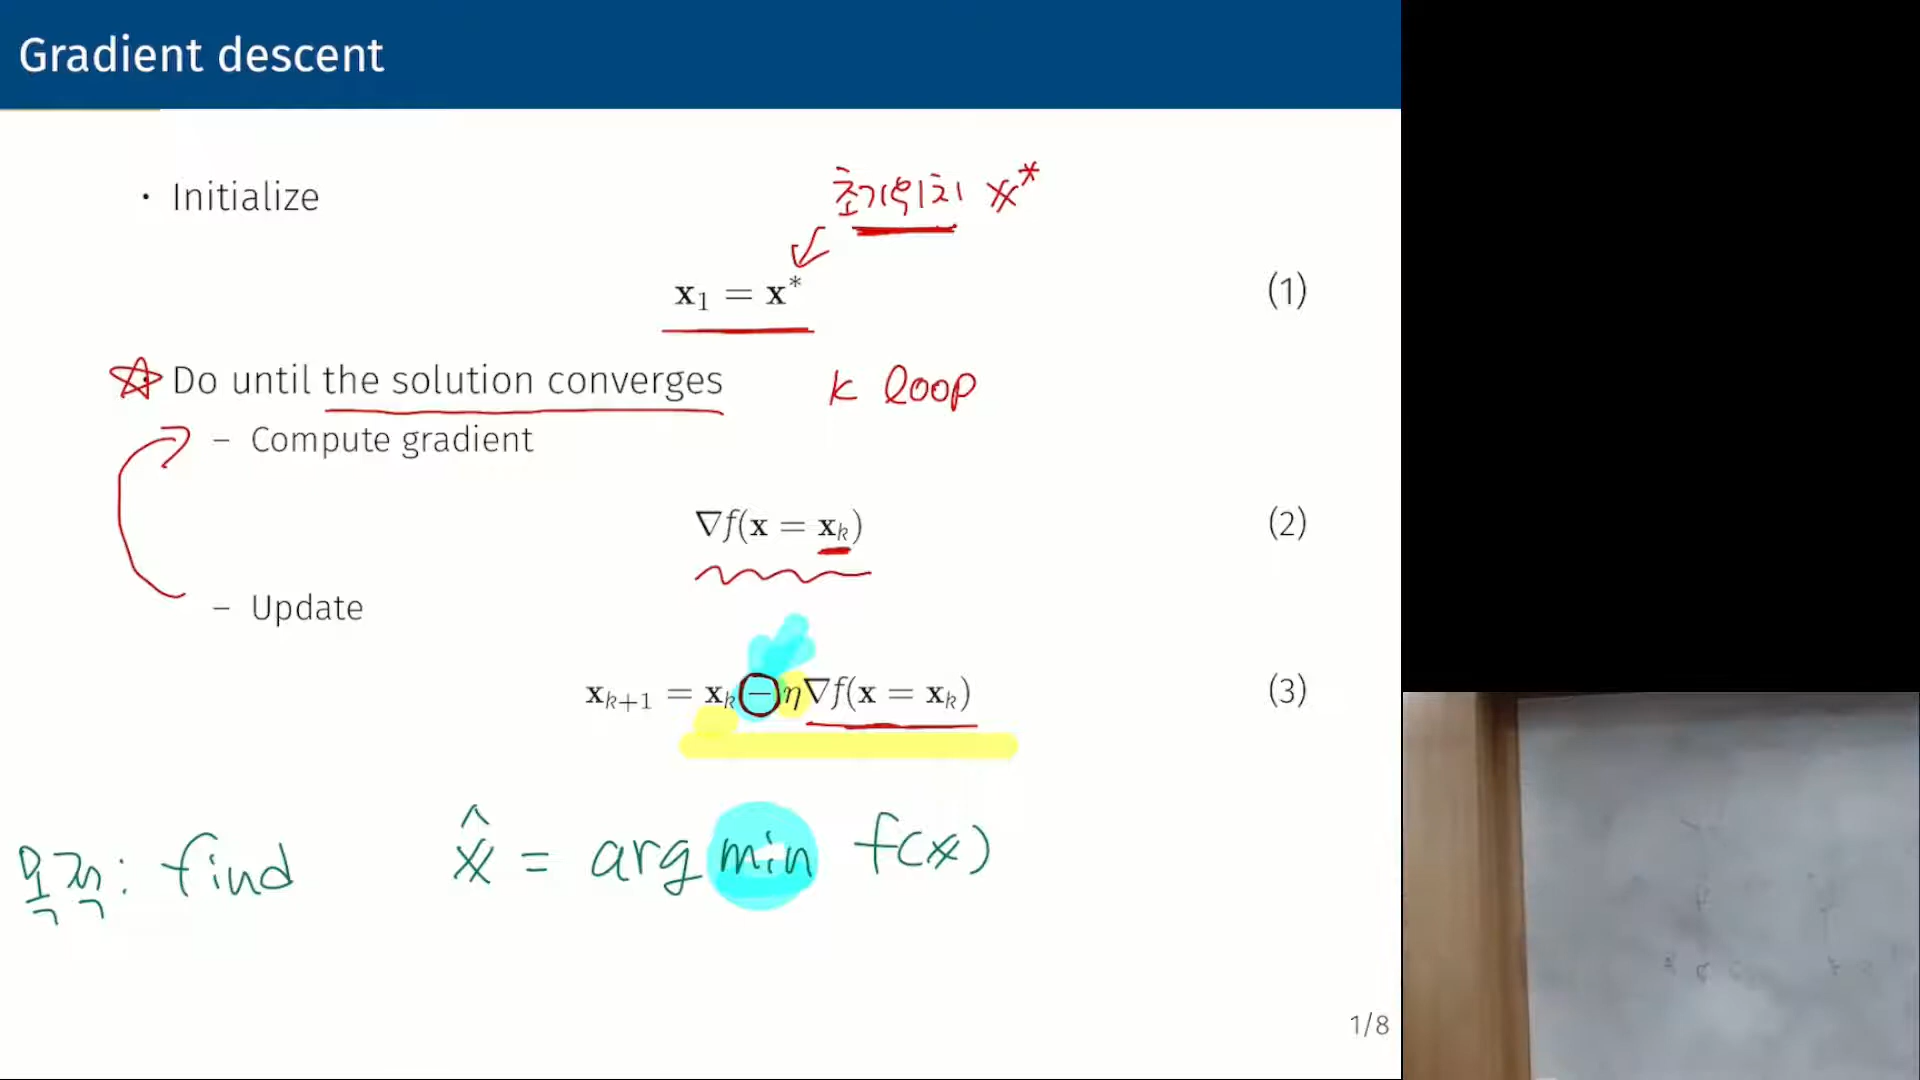 Gradient descent
· Initialize
초기위치 x*
x₁ = x* (1)
Do until the solution converges k loop
– Compute gradient
∇f(x = xₖ) (2)
– Update
xₖ₊₁ = xₖ − η∇f(x = xₖ) (3)
목적: find x̂ = arg min f(x)
1/8